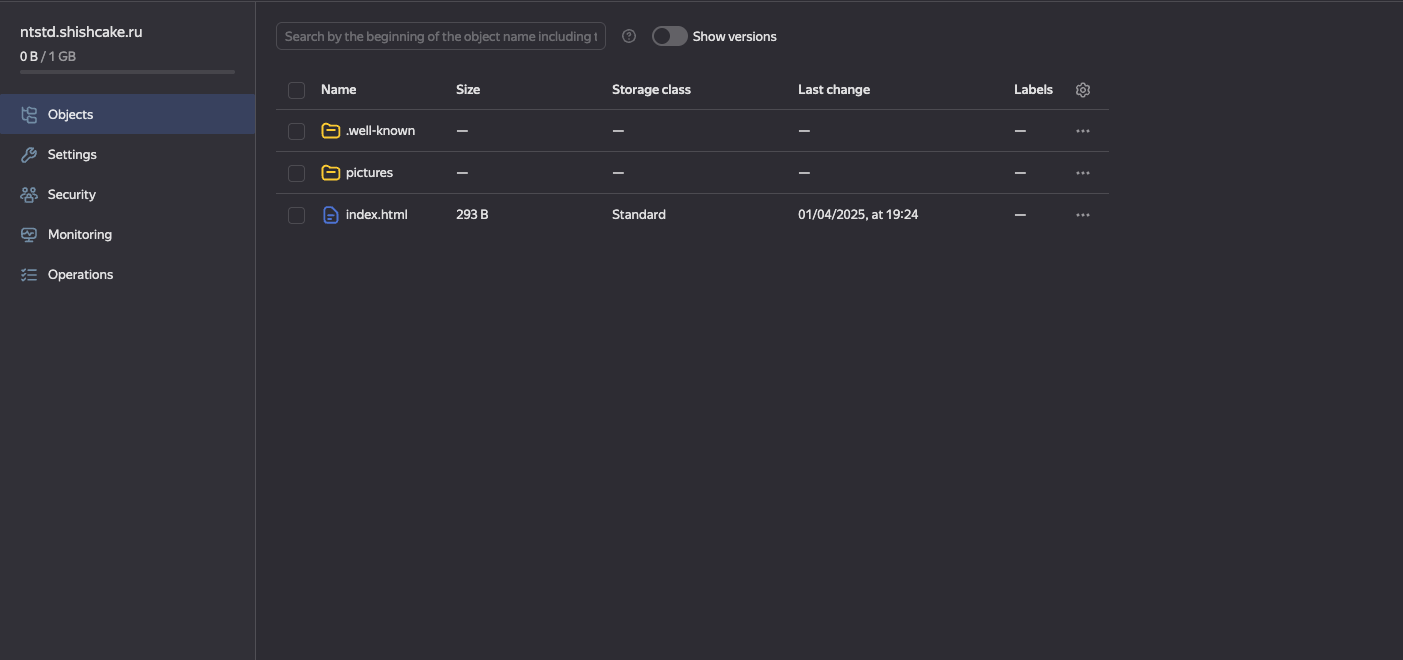 ntstd.shishcake.ru
0 B / 1 GB
Objects
Settings
Security
Monitoring
Operations
Search by the beginning of the object name including t
Show versions
Name Size Storage class Last change Labels
.well-known — — — —
pictures — — — —
index.html 293 B Standard 01/04/2025, at 19:24 —